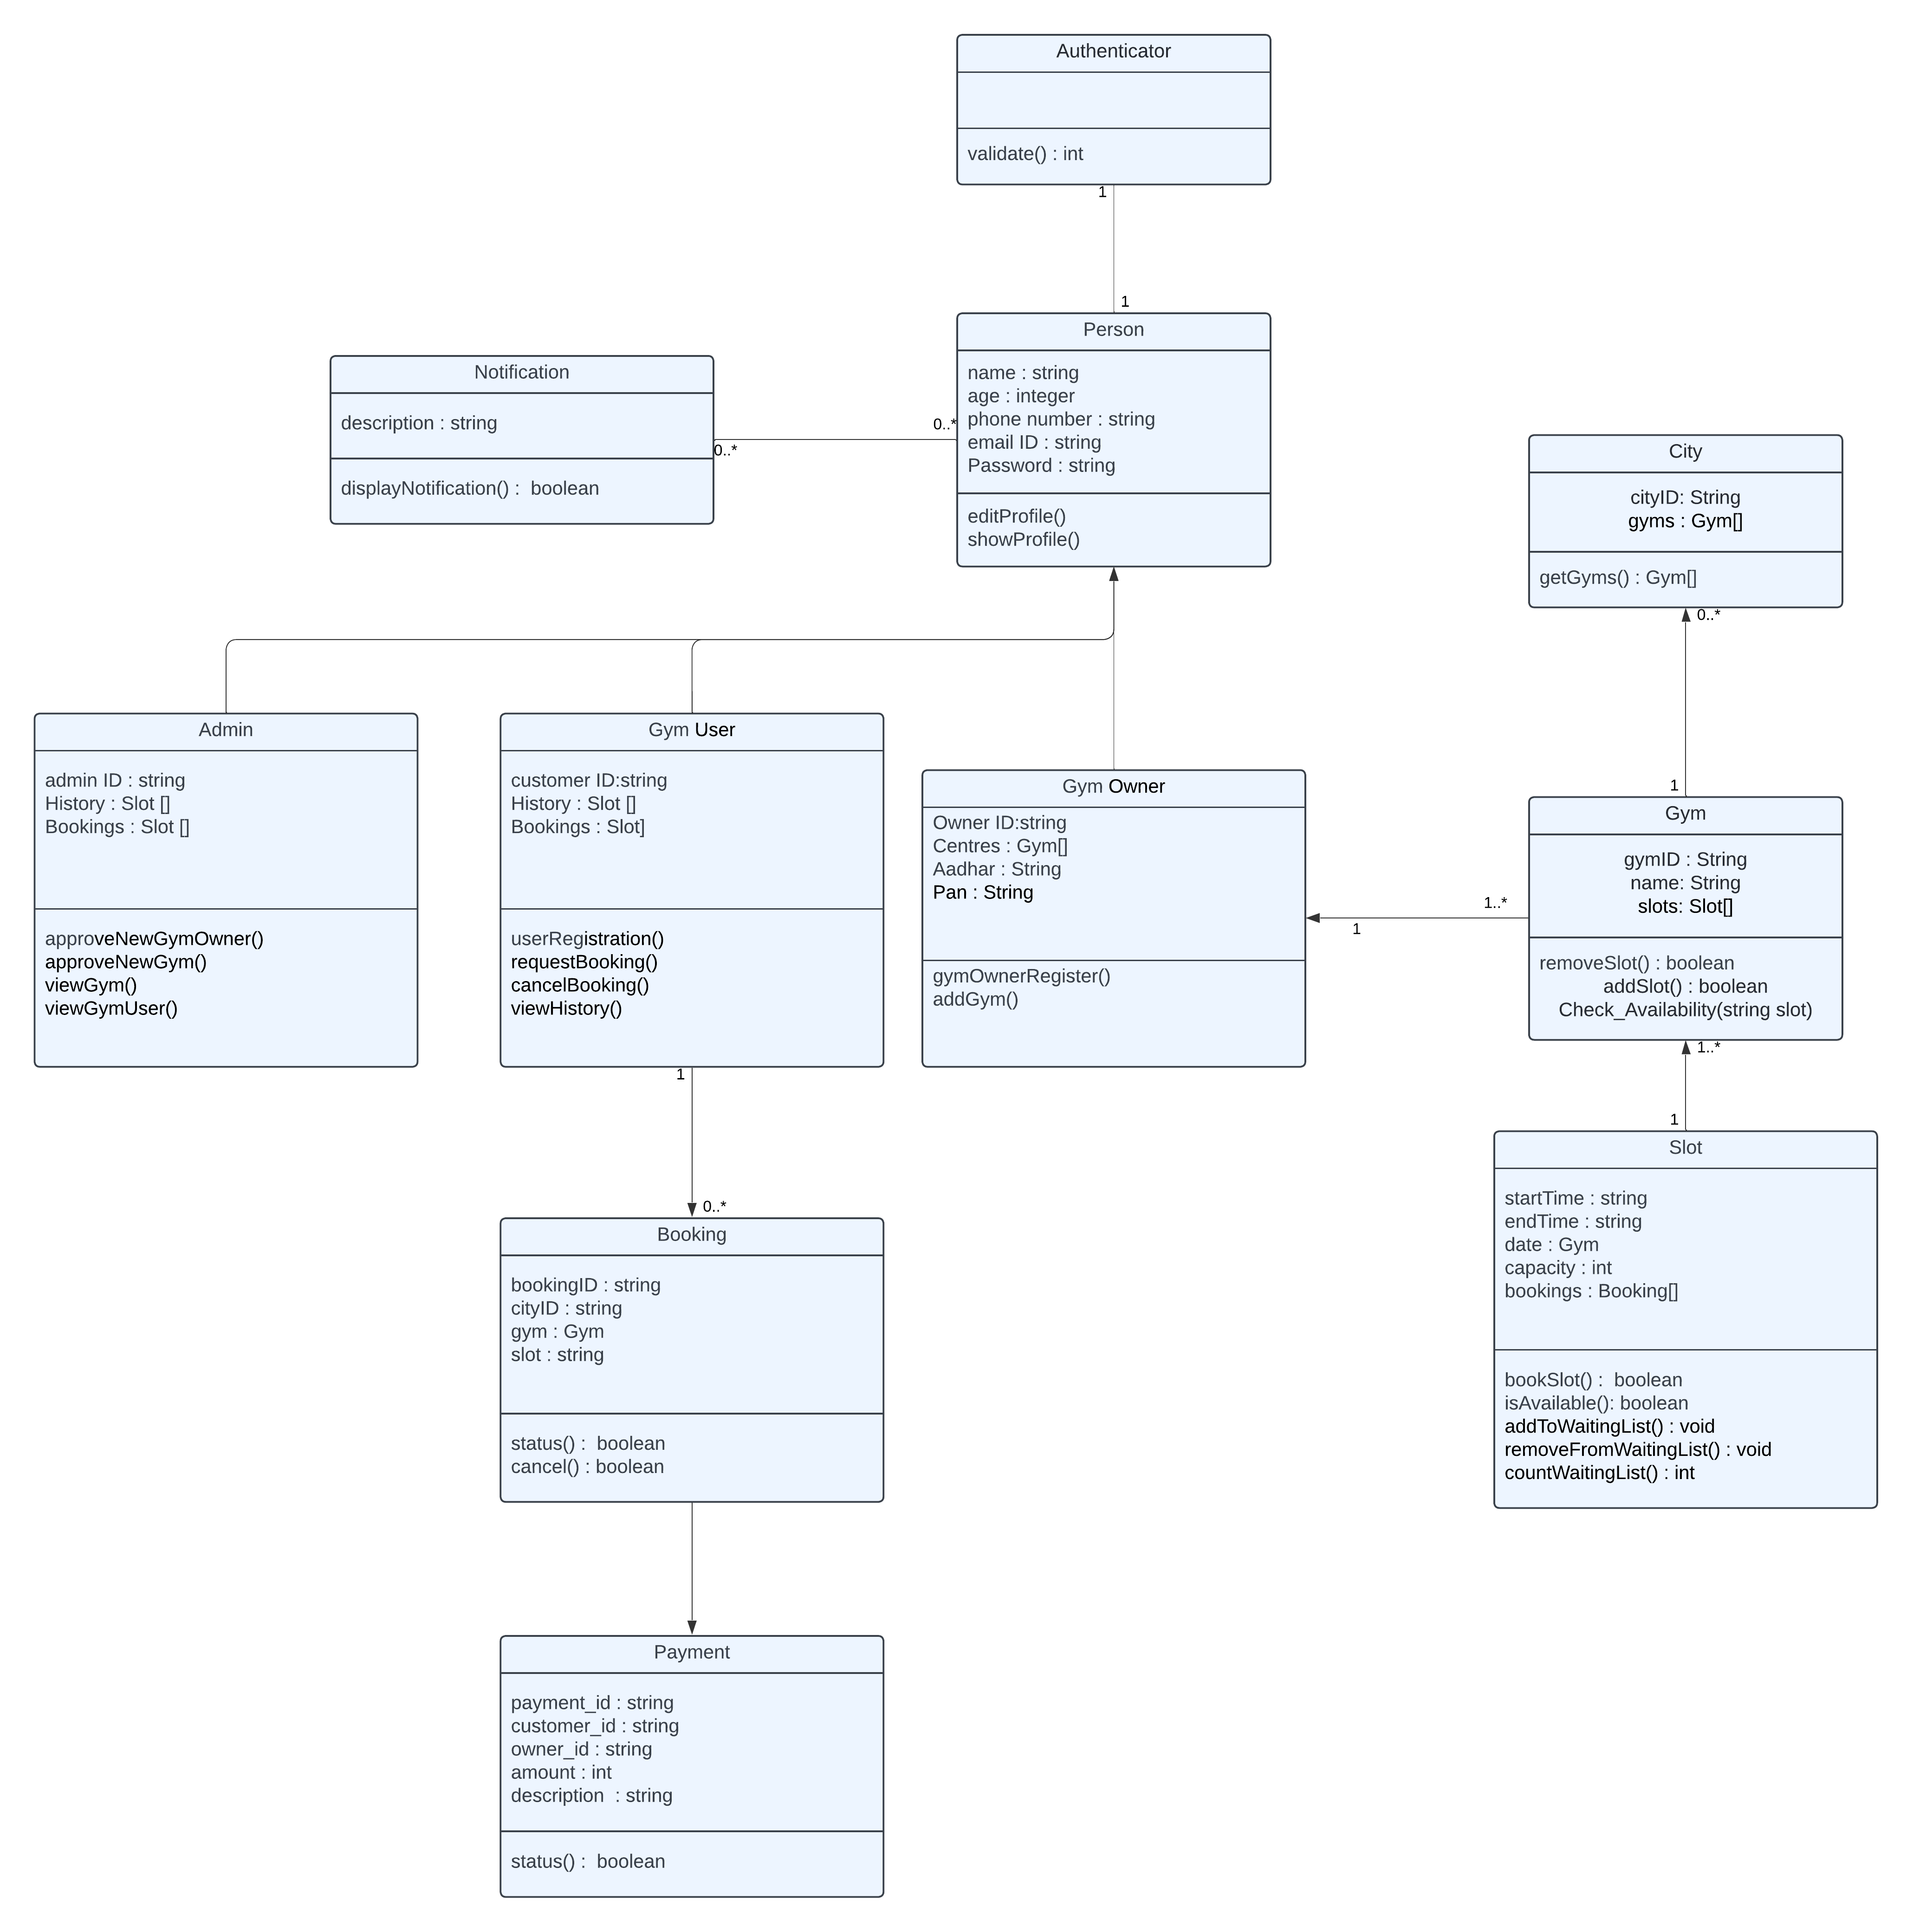 Authenticator
validate() : int
1
1
Person
name : string
age : integer
phone number : string
email ID : string
Password : string
editProfile()
showProfile()
Notification
description : string
displayNotification() :  boolean
0..*
0..*
City
cityID: String
gyms : Gym[]
getGyms() : Gym[]
0..*
1
Admin
admin ID : string
History : Slot []
Bookings : Slot []
approveNewGymOwner()
approveNewGym()
viewGym()
viewGymUser()
Gym User
customer ID:string
History : Slot []
Bookings : Slot]
userRegistration()
requestBooking()
cancelBooking()
viewHistory()
Gym Owner
Owner ID:string
Centres : Gym[]
Aadhar : String
Pan : String
gymOwnerRegister()
addGym()
1..*
1
Gym
gymID : String
name: String
slots: Slot[]
removeSlot() : boolean
addSlot() : boolean
Check_Availability(string slot)
1..*
1
1
0..*
Slot
startTime : string
endTime : string
date : Gym
capacity : int
bookings : Booking[]
bookSlot() :  boolean
isAvailable(): boolean
addToWaitingList() : void
removeFromWaitingList() : void
countWaitingList() : int
Booking
bookingID : string
cityID : string
gym : Gym
slot : string
status() :  boolean
cancel() : boolean
Payment
payment_id : string
customer_id : string
owner_id : string
amount : int
description  : string
status() :  boolean